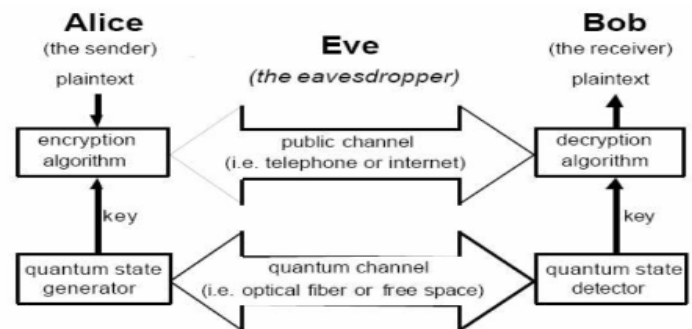 Alice
(the sender)
plaintext
Eve
(the eavesdropper)
Bob
(the receiver)
plaintext
encryption
algorithm
public channel
(i.e. telephone or internet)
decryption
algorithm
key
key
quantum state
generator
quantum channel
(i.e. optical fiber or free space)
quantum state
detector